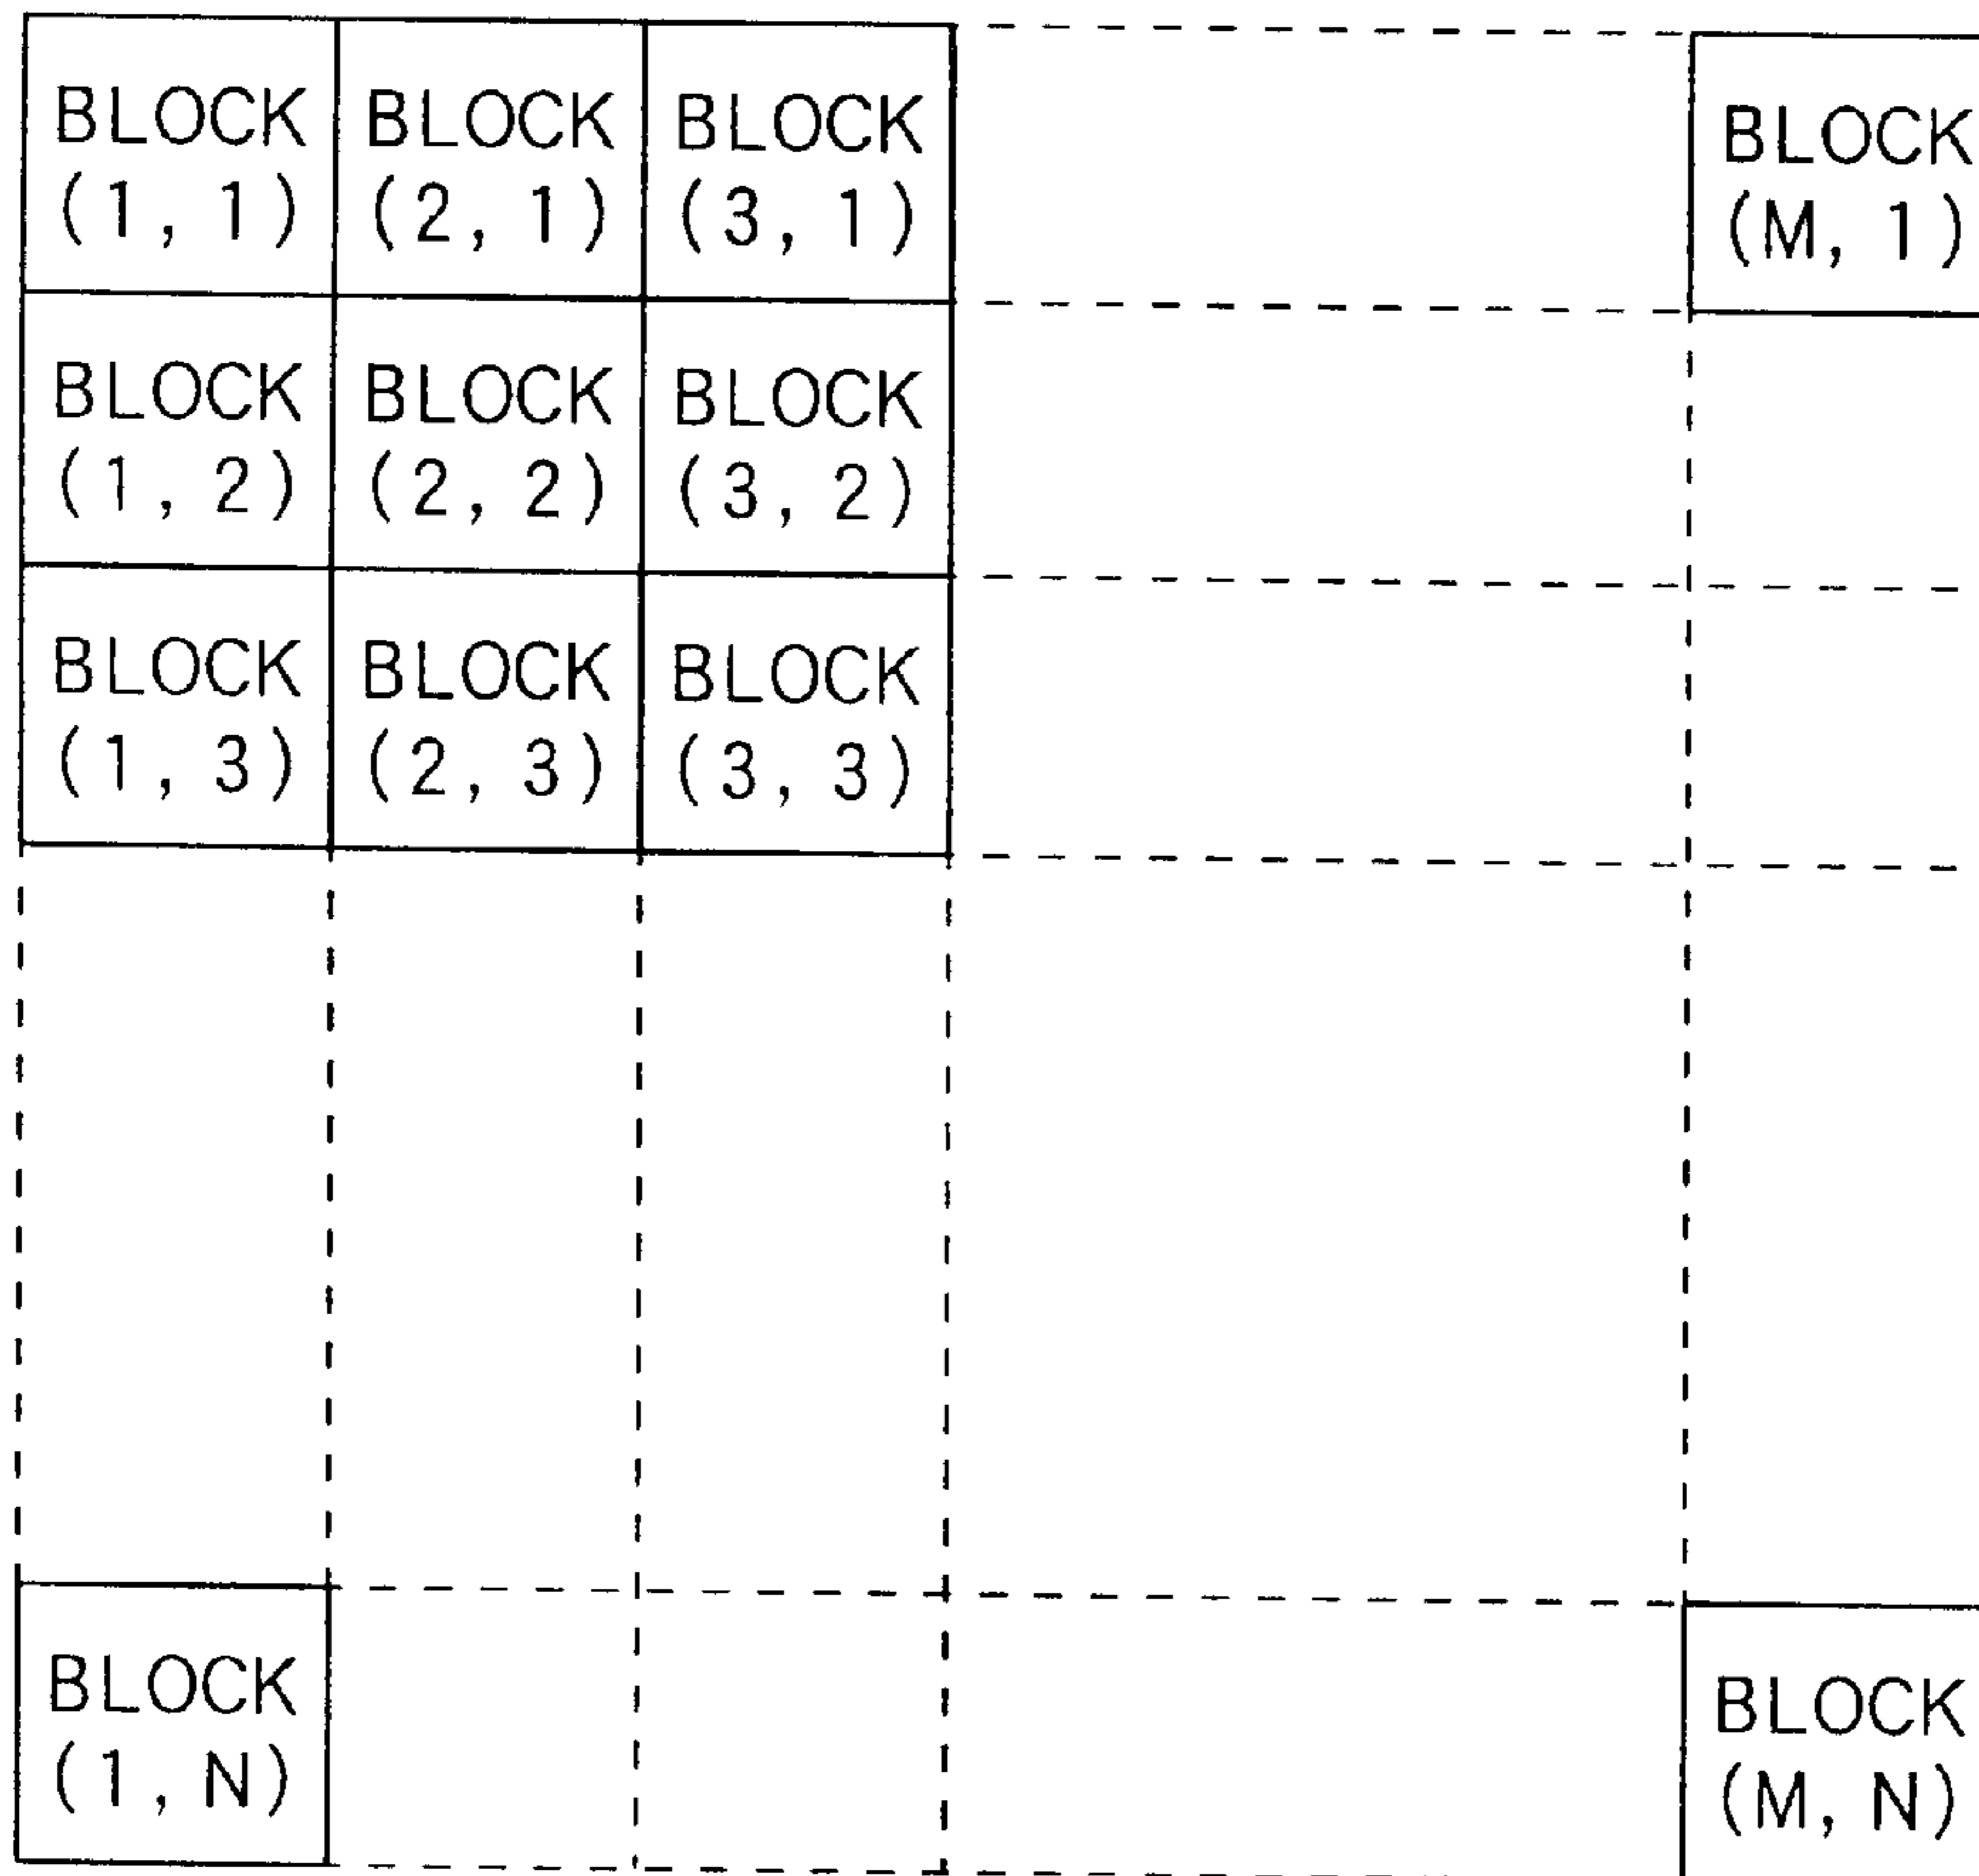 BLOCK
(1, 1)
BLOCK
(2, 1)
BLOCK
(3, 1)
BLOCK
(M, 1)
BLOCK
(1, 2)
BLOCK
(2, 2)
BLOCK
(3, 2)
BLOCK
(1, 3)
BLOCK
(2, 3)
BLOCK
(3, 3)
BLOCK
(1, N)
BLOCK
(M, N)